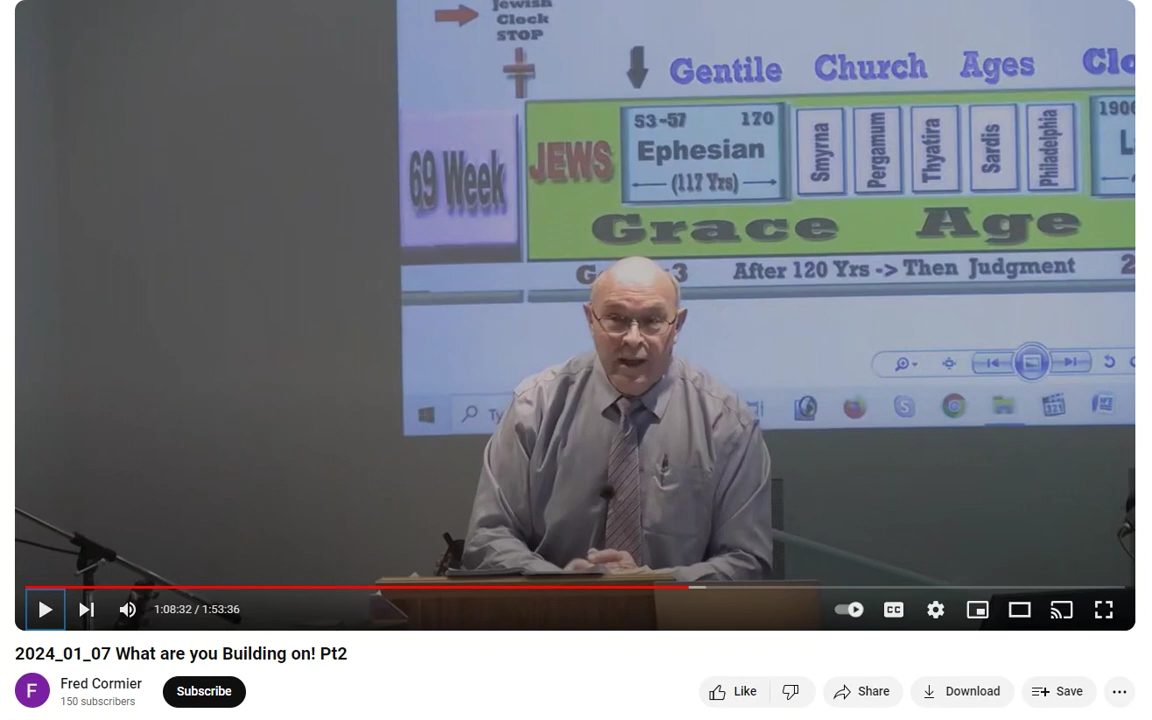 Jewish
Clock
STOP
Gentile Church Ages
69 Week
JEWS
53-57 170
Ephesian
(117 Yrs)
Smyrna
Pergamum
Thyatira
Sardis
Philadelphia
Grace Age
After 120 Yrs -> Then Judgment
1:08:32 / 1:53:36
CC
2024_01_07 What are you Building on! Pt2
F
Fred Cormier
150 subscribers
Subscribe
Like
Share
Download
Save